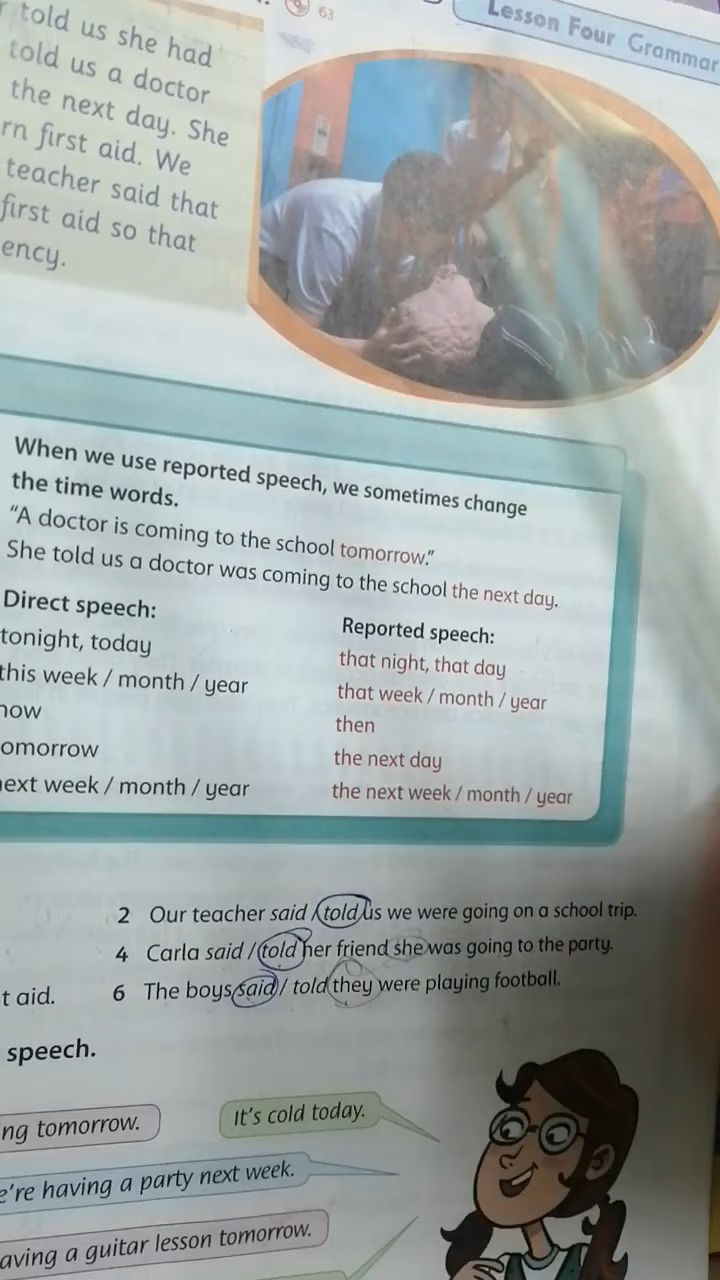 63
Lesson Four Grammar
told us she had
told us a doctor
the next day. She
rn first aid. We
teacher said that
first aid so that
ency.
When we use reported speech, we sometimes change
the time words.
"A doctor is coming to the school tomorrow."
She told us a doctor was coming to the school the next day.
Direct speech:
Reported speech:
tonight, today
that night, that day
this week / month / year
that week / month / year
now
then
omorrow
the next day
next week / month / year
the next week / month / year
2 Our teacher said / told us we were going on a school trip.
4 Carla said / told her friend she was going to the party.
t aid.
6 The boys said / told they were playing football.
speech.
ng tomorrow.
It's cold today.
e're having a party next week.
aving a guitar lesson tomorrow.